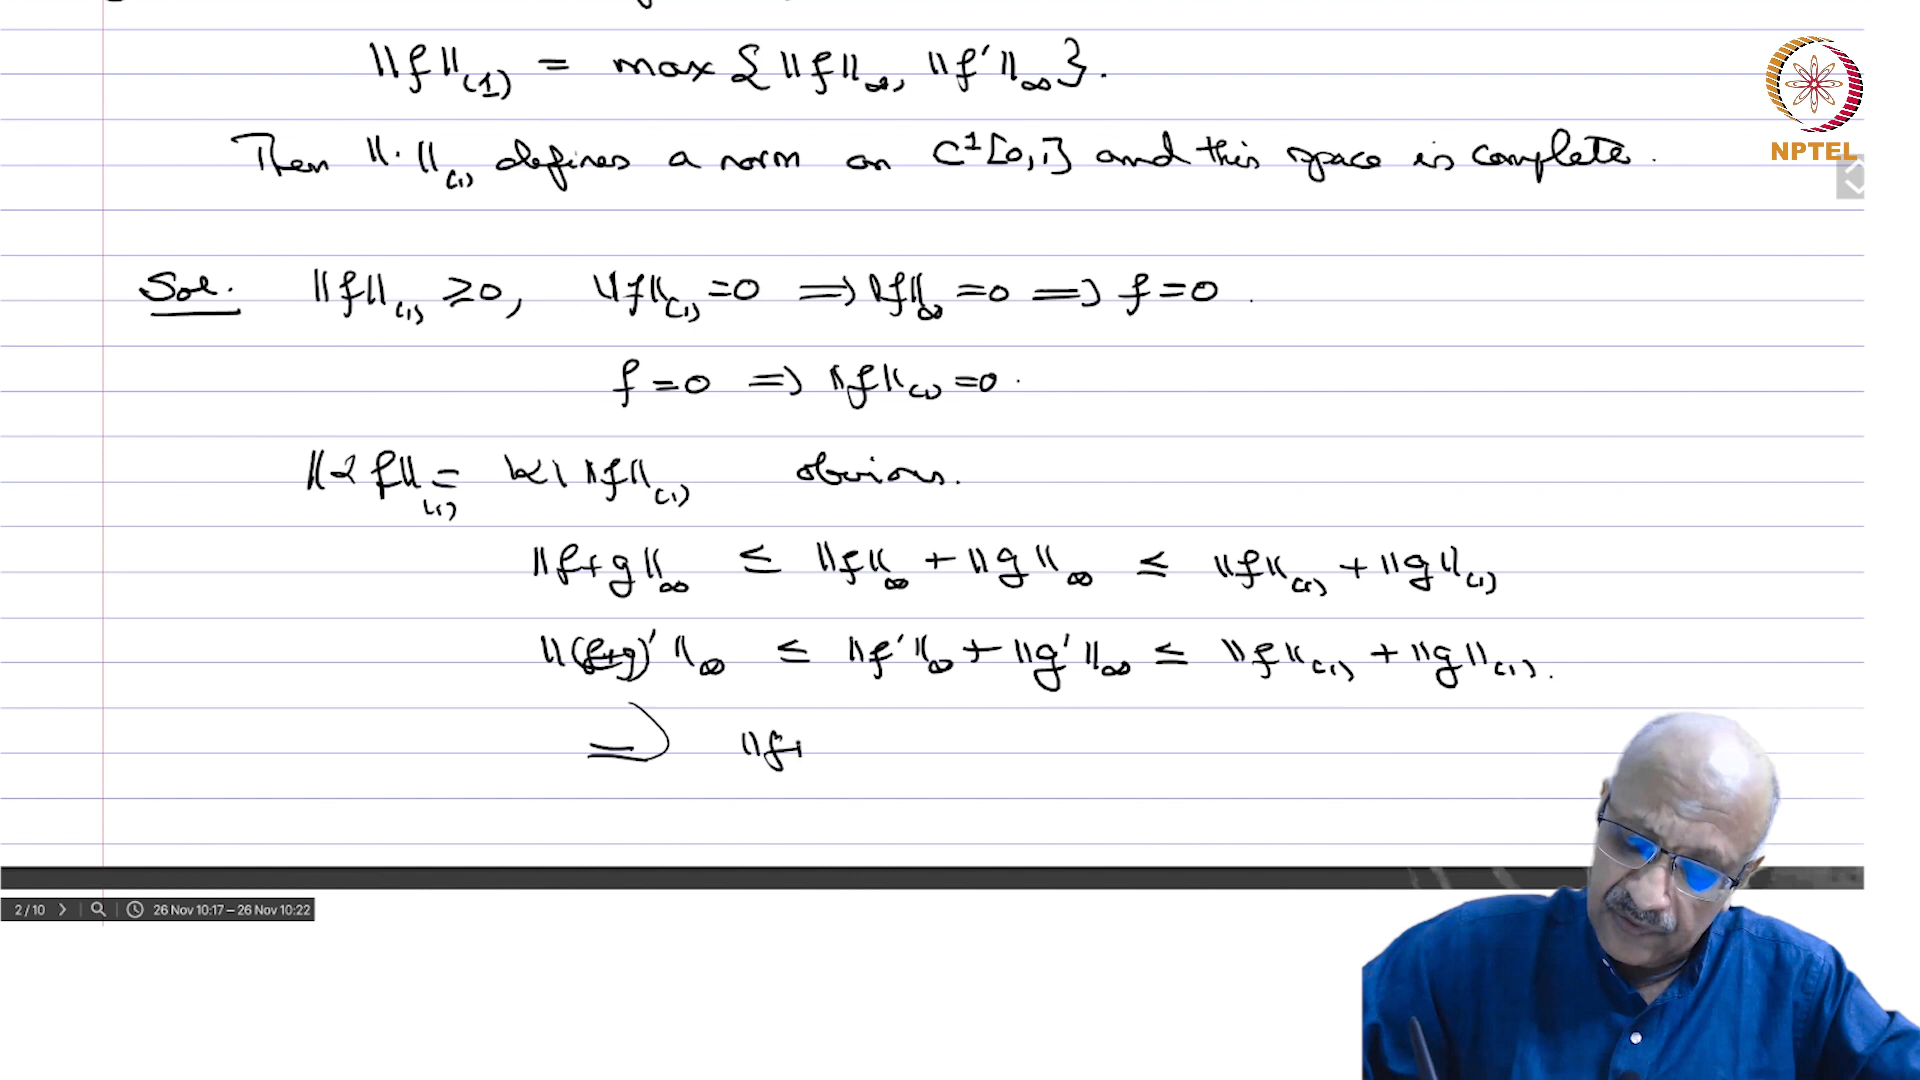 ‖f‖₍₁₎ = max {‖f‖∞, ‖f′‖∞}.
NPTEL
Then ‖·‖₍₁₎ defines a norm on C¹[0,1] and this space is complete.
Sol. ‖f‖₍₁₎ ≥ 0, ‖f‖₍₁₎ = 0 ⟹ ‖f‖∞ = 0 ⟹ f = 0.
f = 0 ⟹ ‖f‖₍₁₎ = 0.
‖αf‖₍₁₎ = |α| ‖f‖₍₁₎ obvious.
‖f+g‖∞ ≤ ‖f‖∞ + ‖g‖∞ ≤ ‖f‖₍₁₎ + ‖g‖₍₁₎
‖(f+g)′‖∞ ≤ ‖f′‖∞ + ‖g′‖∞ ≤ ‖f‖₍₁₎ + ‖g‖₍₁₎.
⟹ ‖f+
2/10 26 Nov 10:17 – 26 Nov 10:22